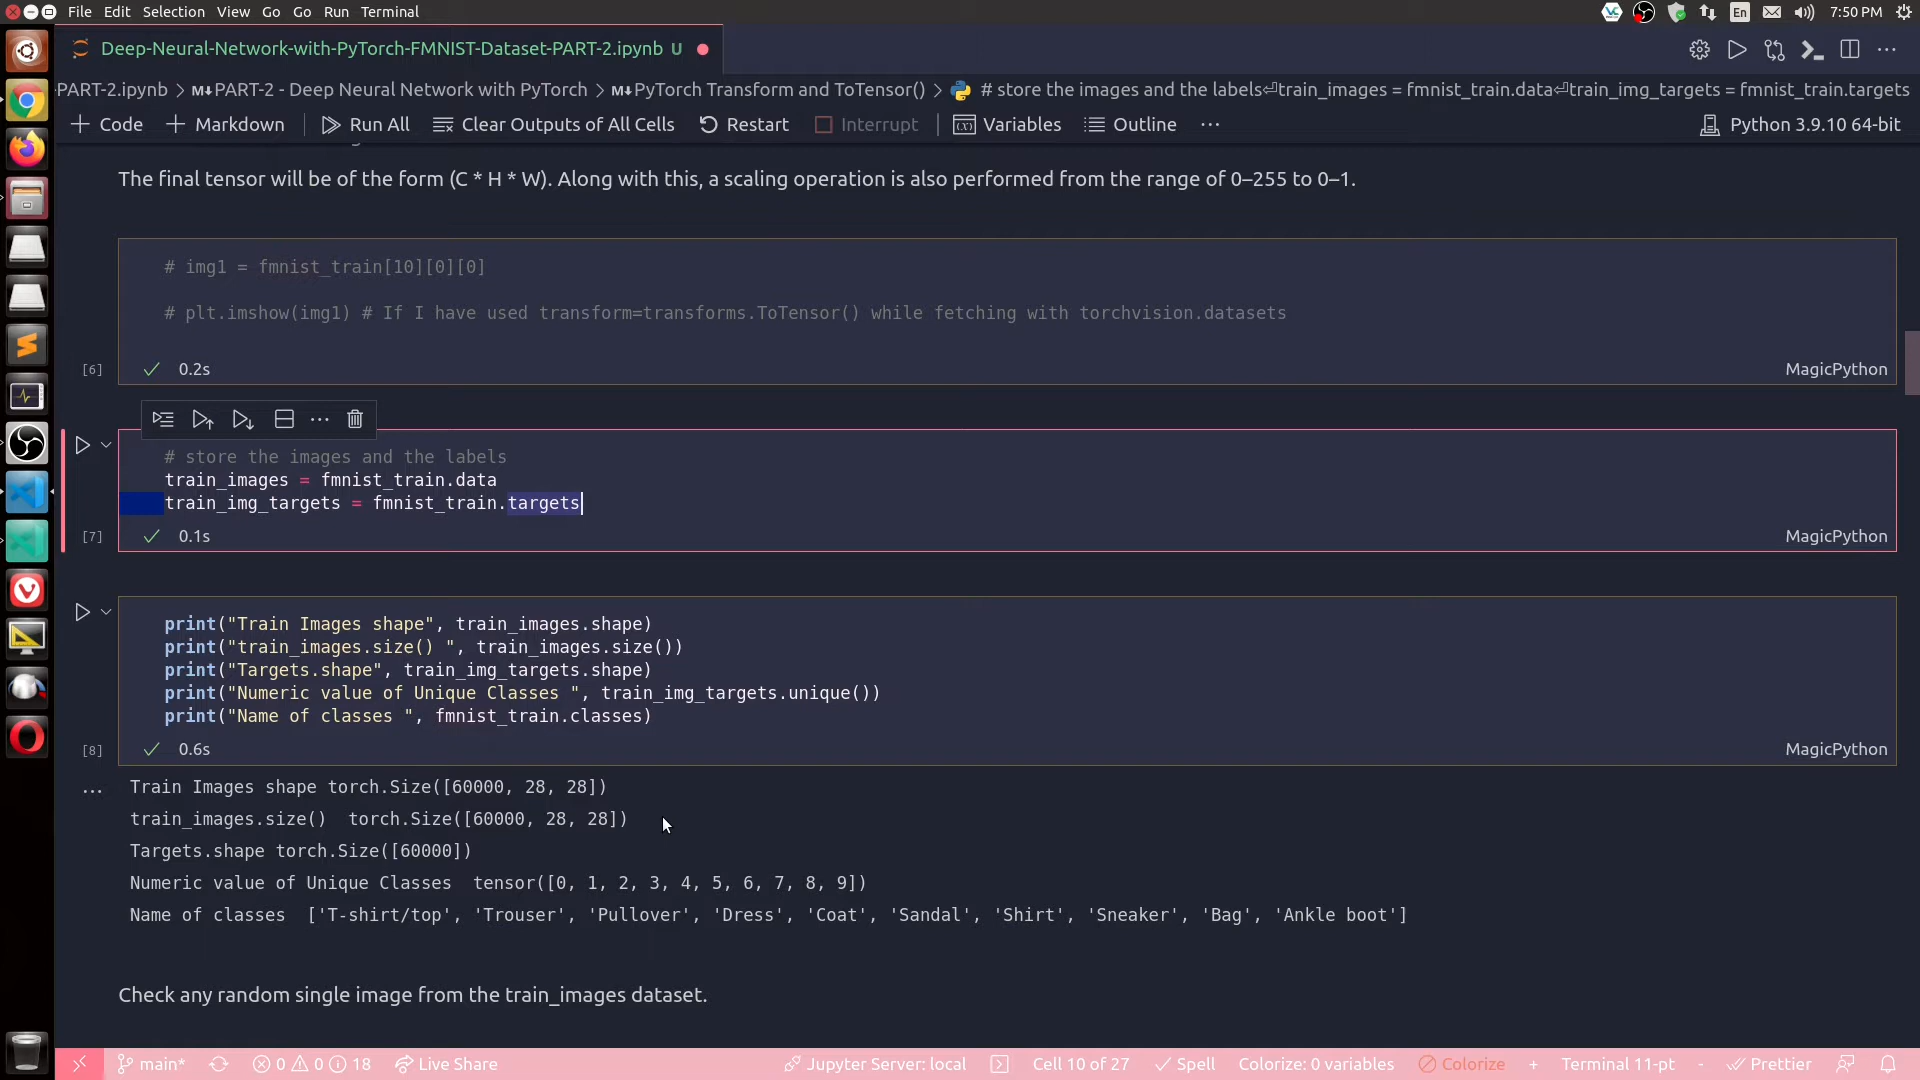 File Edit Selection View Go Go Run Terminal
En 7:50 PM
Deep-Neural-Network-with-PyTorch-FMNIST-Dataset-PART-2.ipynb U
PART-2.ipynb > M↓PART-2 - Deep Neural Network with PyTorch > M↓PyTorch Transform and ToTensor() > # store the images and the labels⏎train_images = fmnist_train.data⏎train_img_targets = fmnist_train.targets
+ Code + Markdown Run All Clear Outputs of All Cells Restart Interrupt Variables Outline ... Python 3.9.10 64-bit
The final tensor will be of the form (C * H * W). Along with this, a scaling operation is also performed from the range of 0–255 to 0–1.
# img1 = fmnist_train[10][0][0]
# plt.imshow(img1) # If I have used transform=transforms.ToTensor() while fetching with torchvision.datasets
[6] ✓ 0.2s MagicPython
# store the images and the labels
train_images = fmnist_train.data
train_img_targets = fmnist_train.targets
[7] ✓ 0.1s MagicPython
print("Train Images shape", train_images.shape)
print("train_images.size() ", train_images.size())
print("Targets.shape", train_img_targets.shape)
print("Numeric value of Unique Classes ", train_img_targets.unique())
print("Name of classes ", fmnist_train.classes)
[8] ✓ 0.6s MagicPython
... Train Images shape torch.Size([60000, 28, 28])
train_images.size()  torch.Size([60000, 28, 28])
Targets.shape torch.Size([60000])
Numeric value of Unique Classes  tensor([0, 1, 2, 3, 4, 5, 6, 7, 8, 9])
Name of classes  ['T-shirt/top', 'Trouser', 'Pullover', 'Dress', 'Coat', 'Sandal', 'Shirt', 'Sneaker', 'Bag', 'Ankle boot']
Check any random single image from the train_images dataset.
main* 0 0 18 Live Share Jupyter Server: local Cell 10 of 27 Spell Colorize: 0 variables Colorize + Terminal 11-pt - Prettier